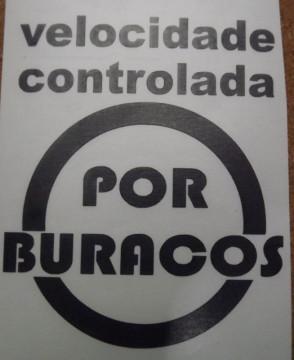 velocidade
controlada
POR
BURACOS